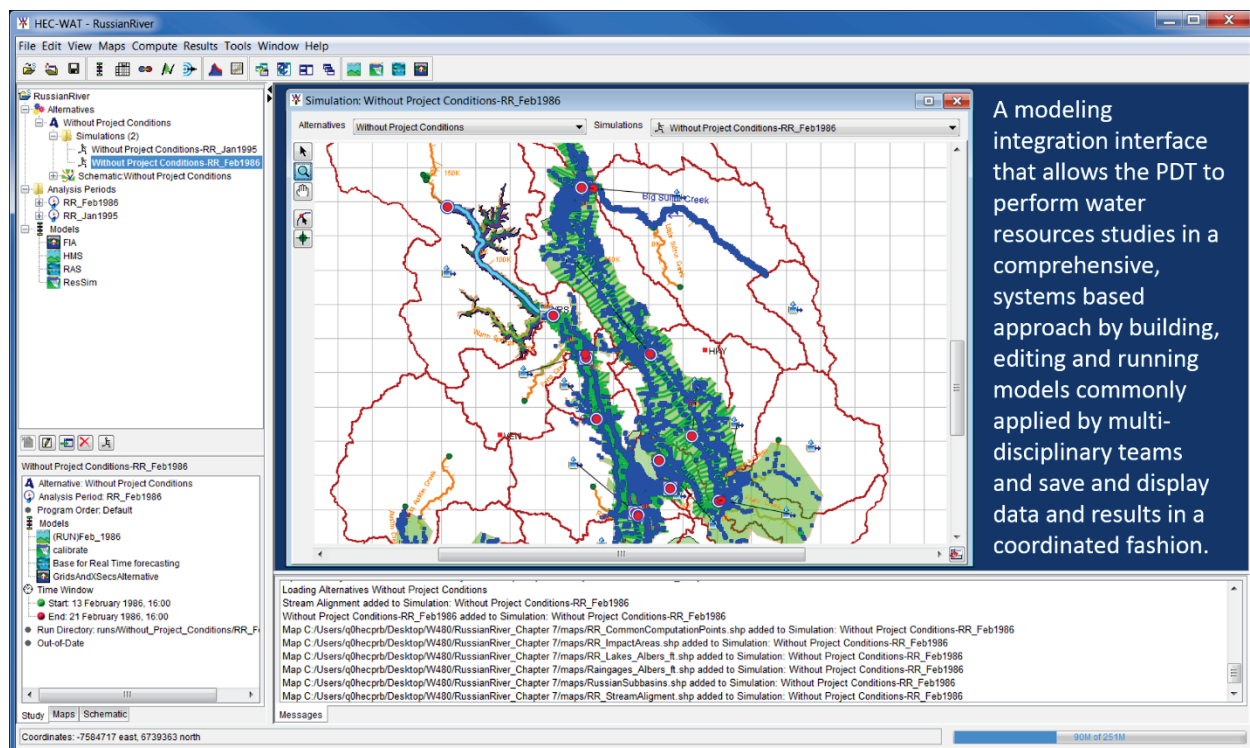 HEC-WAT - RussianRiver
File Edit View Maps Compute Results Tools Window Help
RussianRiver
Alternatives
Without Project Conditions
Simulations (2)
Without Project Conditions-RR_Jan1995
Without Project Conditions-RR_Feb1986
Schematic:Without Project Conditions
Analysis Periods
RR_Feb1986
RR_Jan1995
Models
FIA
HMS
RAS
ResSim
Without Project Conditions-RR_Feb1986
Alternative: Without Project Conditions
Analysis Period: RR_Feb1986
Program Order: Default
Models
(RUN)Feb_1986
calibrate
Base for Real Time forecasting
GridsAndXSecsAlternative
Time Window
Start: 13 February 1986, 16:00
End: 21 February 1986, 16:00
Run Directory: runs/Without_Project_Conditions/RR_F
Out-of-Date
Study Maps Schematic
Simulation: Without Project Conditions-RR_Feb1986
Alternatives Without Project Conditions Simulations Without Project Conditions-RR_Feb1986
150K
Big Sulfur Creek
100K
HRY
A modeling
integration interface
that allows the PDT to
perform water
resources studies in a
comprehensive,
systems based
approach by building,
editing and running
models commonly
applied by multi-
disciplinary teams
and save and display
data and results in a
coordinated fashion.
Loading Alternatives Without Project Conditions
Stream Alignment added to Simulation: Without Project Conditions-RR_Feb1986
Without Project Conditions-RR_Feb1986 added to Simulation: Without Project Conditions-RR_Feb1986
Map C:/Users/q0hecprb/Desktop/W480/RussianRiver_Chapter 7/maps/RR_CommonComputationPoints.shp added to Simulation: Without Project Conditions-RR_Feb1986
Map C:/Users/q0hecprb/Desktop/W480/RussianRiver_Chapter 7/maps/RR_ImpactAreas.shp added to Simulation: Without Project Conditions-RR_Feb1986
Map C:/Users/q0hecprb/Desktop/W480/RussianRiver_Chapter 7/maps/RR_Lakes_Albers_ft.shp added to Simulation: Without Project Conditions-RR_Feb1986
Map C:/Users/q0hecprb/Desktop/W480/RussianRiver_Chapter 7/maps/Raingages_Albers_ft.shp added to Simulation: Without Project Conditions-RR_Feb1986
Map C:/Users/q0hecprb/Desktop/W480/RussianRiver_Chapter 7/maps/RussianSubbasins.shp added to Simulation: Without Project Conditions-RR_Feb1986
Map C:/Users/q0hecprb/Desktop/W480/RussianRiver_Chapter 7/maps/RR_StreamAligment.shp added to Simulation: Without Project Conditions-RR_Feb1986
Messages
Coordinates: -7584717 east, 6739363 north
90M of 251M